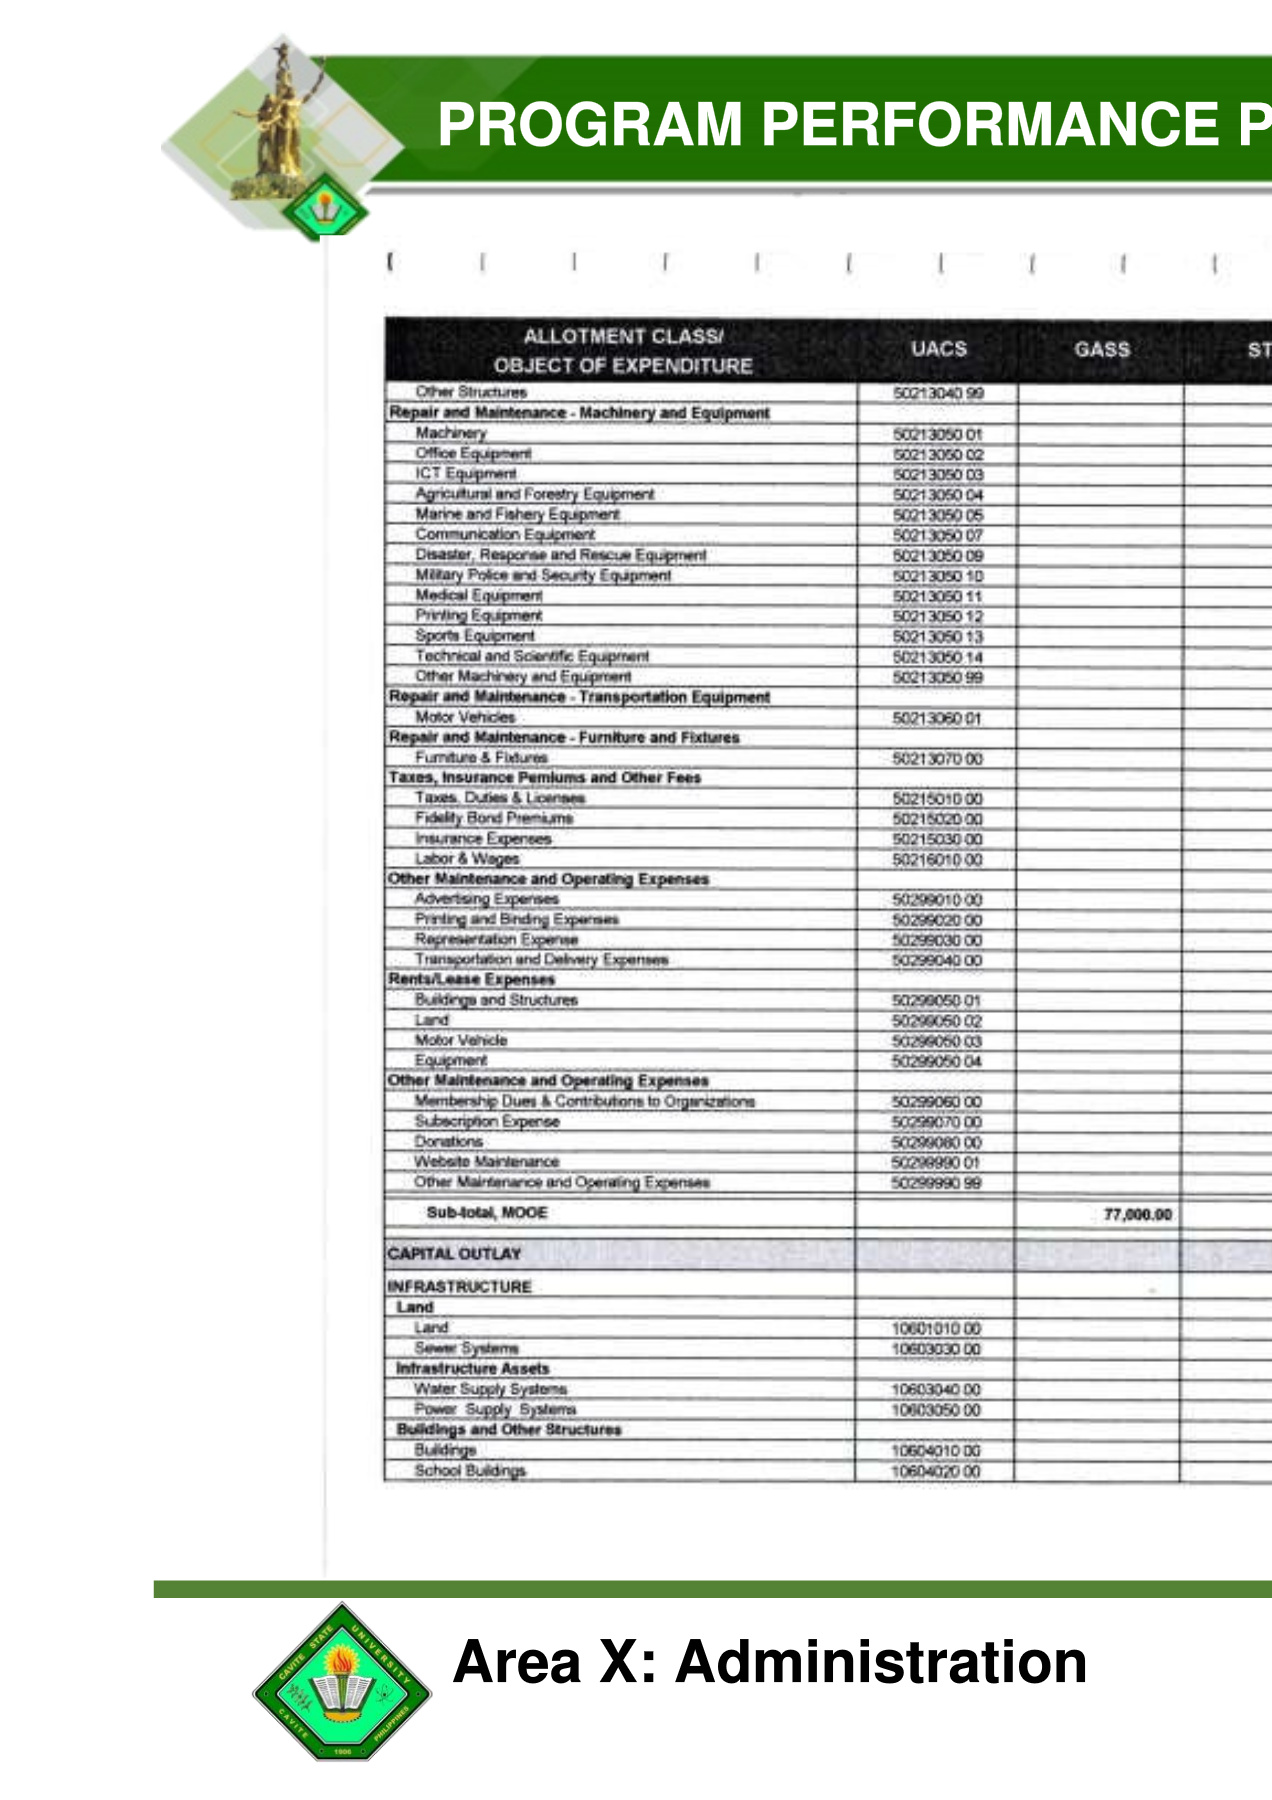 PROGRAM PERFORMANCE P
ALLOTMENT CLASS/
OBJECT OF EXPENDITURE UACS GASS ST
Other Structures 50213040 99
Repair and Maintenance - Machinery and Equipment
Machinery 50213050 01
Office Equipment 50213050 02
ICT Equipment 50213050 03
Agricultural and Forestry Equipment 50213050 04
Marine and Fishery Equipment 50213050 05
Communication Equipment 50213050 07
Disaster, Response and Rescue Equipment 50213050 09
Military Police and Security Equipment 50213050 10
Medical Equipment 50213050 11
Printing Equipment 50213050 12
Sports Equipment 50213050 13
Technical and Scientific Equipment 50213050 14
Other Machinery and Equipment 50213050 99
Repair and Maintenance - Transportation Equipment
Motor Vehicles 50213060 01
Repair and Maintenance - Furniture and Fixtures
Furniture & Fixtures 50213070 00
Taxes, Insurance Pemiums and Other Fees
Taxes, Duties & Licenses 50215010 00
Fidelity Bond Premiums 50215020 00
Insurance Expenses 50215030 00
Labor & Wages 50216010 00
Other Maintenance and Operating Expenses
Advertising Expenses 50299010 00
Printing and Binding Expenses 50299020 00
Representation Expense 50299030 00
Transportation and Delivery Expenses 50299040 00
Rents/Lease Expenses
Buildings and Structures 50299050 01
Land 50299050 02
Motor Vehicle 50299050 03
Equipment 50299050 04
Other Maintenance and Operating Expenses
Membership Dues & Contributions to Organizations 50299060 00
Subscription Expense 50299070 00
Donations 50299080 00
Website Maintenance 50299990 01
Other Maintenance and Operating Expenses 50299990 99
Sub-total, MOOE 77,000.00
CAPITAL OUTLAY
INFRASTRUCTURE
Land
Land 10601010 00
Sewer Systems 10603030 00
Infrastructure Assets
Water Supply Systems 10603040 00
Power Supply Systems 10603050 00
Buildings and Other Structures
Buildings 10604010 00
School Buildings 10604020 00
CAVITE STATE UNIVERSITY
CAVITE 1906 PHILIPPINES
Area X: Administration